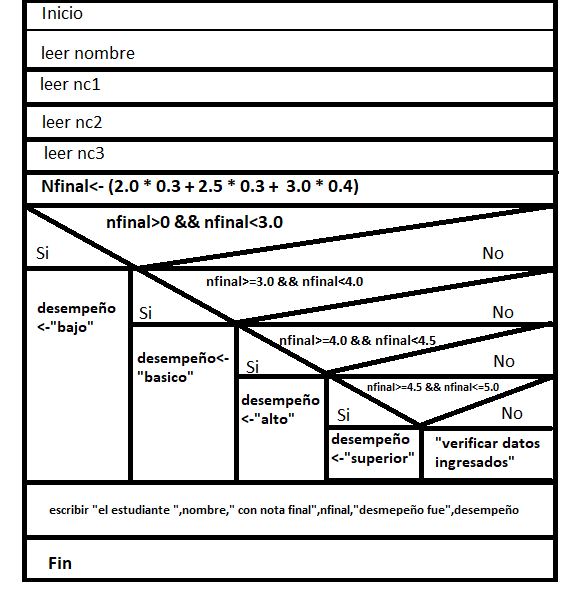 Inicio
leer nombre
leer nc1
leer nc2
leer nc3
Nfinal<- (2.0 * 0.3 + 2.5 * 0.3 + 3.0 * 0.4)
nfinal>0 && nfinal<3.0
Si
No
nfinal>=3.0 && nfinal<4.0
desempeño
<-"bajo"
Si
No
nfinal>=4.0 && nfinal<4.5
desempeño<-
"basico"
Si
No
nfinal>=4.5 && nfinal<=5.0
desempeño
<-"alto"
Si
No
desempeño
<-"superior"
"verificar datos
ingresados"
escribir "el estudiante ",nombre," con nota final",nfinal,"desmepeño fue",desempeño
Fin